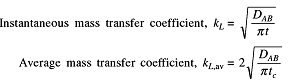 Instantaneous mass transfer coefficient, k_L = √(D_AB / πt)
Average mass transfer coefficient, k_L,av = 2√(D_AB / πt_c)